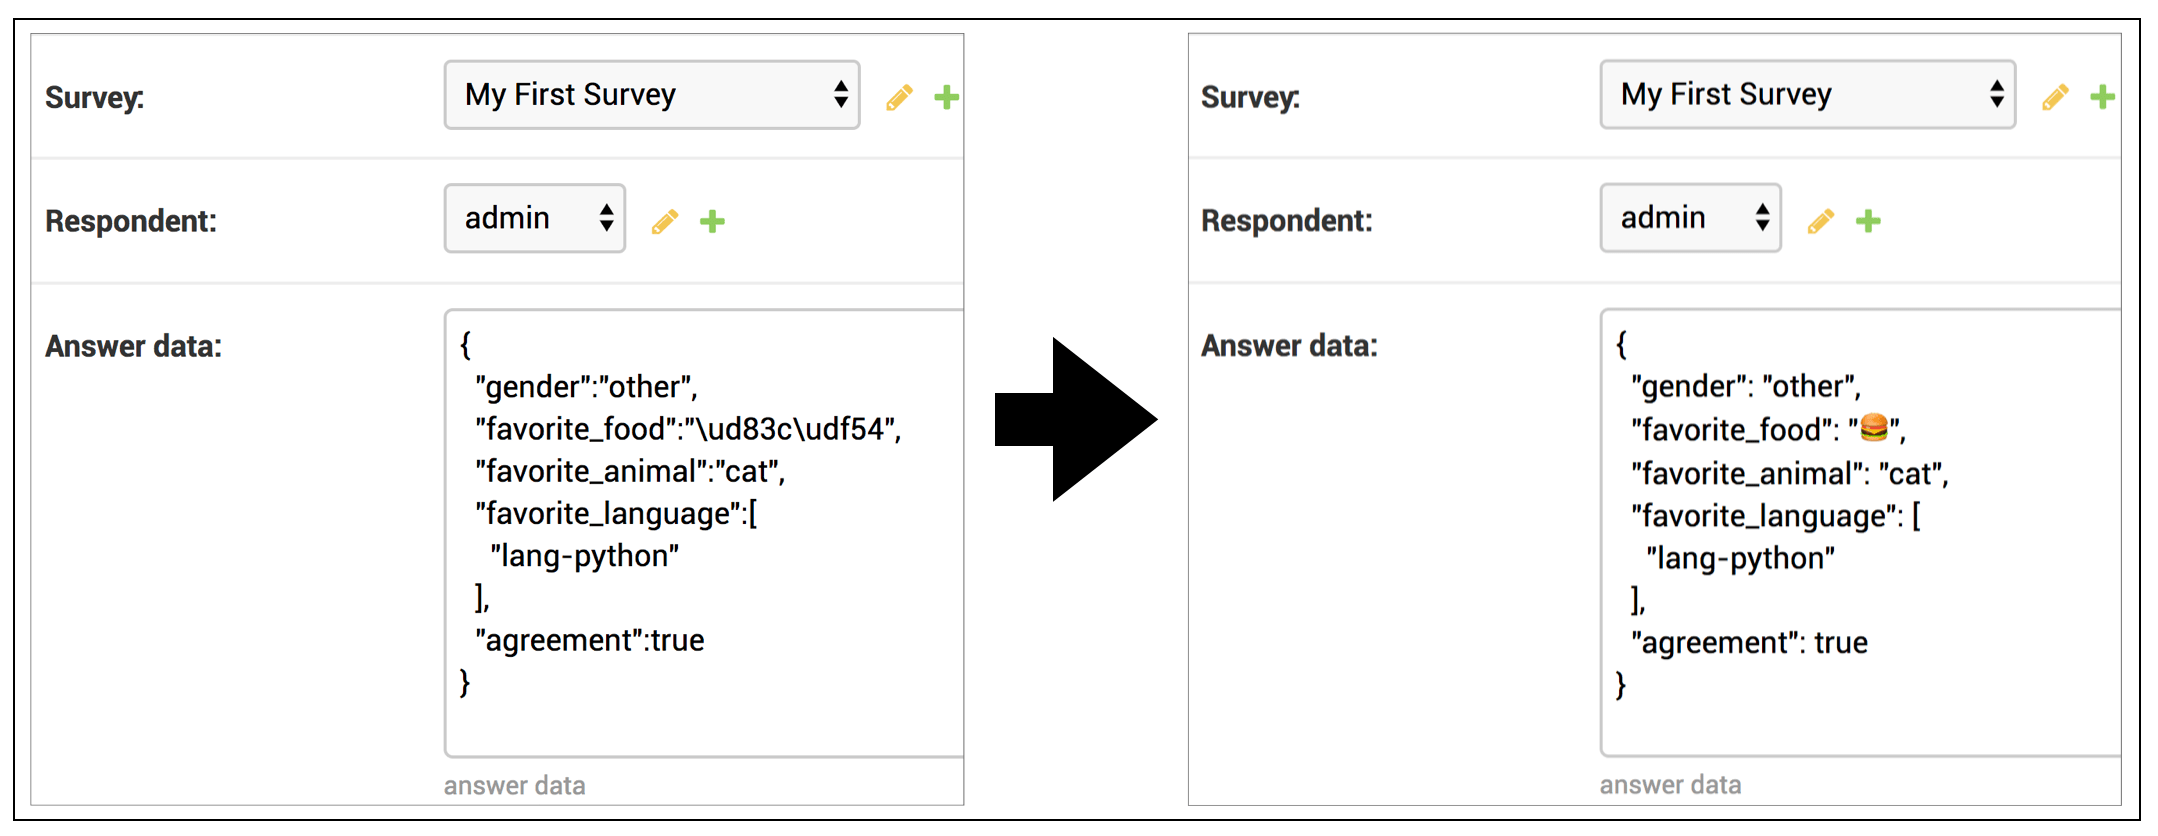 Survey:
My First Survey
Respondent:
admin
Answer data:
{
"gender":"other",
"favorite_food":"\ud83c\udf54",
"favorite_animal":"cat",
"favorite_language":[
"lang-python"
],
"agreement":true
}
answer data
Survey:
My First Survey
Respondent:
admin
Answer data:
{
"gender": "other",
"favorite_food": "🍔",
"favorite_animal": "cat",
"favorite_language": [
"lang-python"
],
"agreement": true
}
answer data